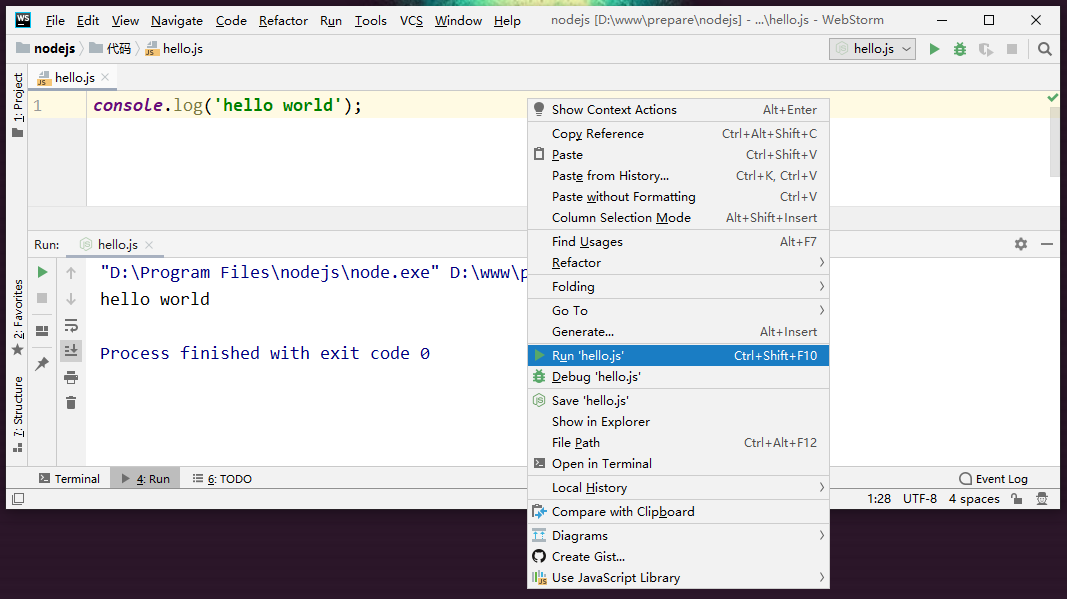 WS File Edit View Navigate Code Refactor Run Tools VCS Window Help nodejs [D:\www\prepare\nodejs] - ...\hello.js - WebStorm
nodejs 代码 JS hello.js hello.js
1: Project
JS hello.js
1 console.log('hello world');
Run: hello.js
"D:\Program Files\nodejs\node.exe" D:\www\p
hello world
Process finished with exit code 0
2: Favorites
7: Structure
Show Context Actions Alt+Enter
Copy Reference Ctrl+Alt+Shift+C
Paste Ctrl+Shift+V
Paste from History... Ctrl+K, Ctrl+V
Paste without Formatting Ctrl+V
Column Selection Mode Alt+Shift+Insert
Find Usages Alt+F7
Refactor
Folding
Go To
Generate... Alt+Insert
Run 'hello.js' Ctrl+Shift+F10
Debug 'hello.js'
Save 'hello.js'
Show in Explorer
File Path Ctrl+Alt+F12
Open in Terminal
Local History
Compare with Clipboard
Diagrams
Create Gist...
JS Use JavaScript Library
Terminal 4: Run 6: TODO Event Log
1:28 UTF-8 4 spaces